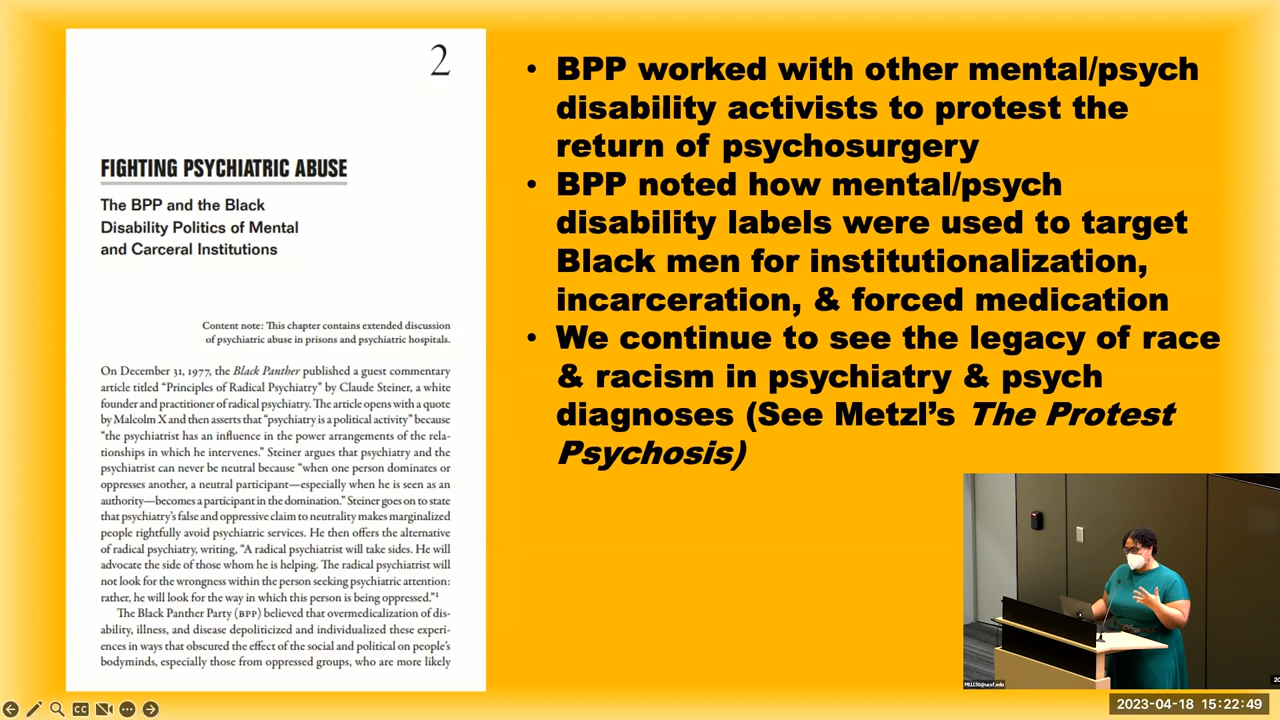 2
FIGHTING PSYCHIATRIC ABUSE
The BPP and the Black
Disability Politics of Mental
and Carceral Institutions
Content note: This chapter contains extended discussion
of psychiatric abuse in prisons and psychiatric hospitals.
On December 31, 1977, the Black Panther published a guest commentary
article titled “Principles of Radical Psychiatry” by Claude Steiner, a white
founder and practitioner of radical psychiatry. The article opens with a quote
by Malcolm X and then asserts that “psychiatry is a political activity” because
“the psychiatrist has an influence in the power arrangements of the rela-
tionships in which he intervenes.” Steiner argues that psychiatry and the
psychiatrist can never be neutral because “when one person dominates or
oppresses another, a neutral participant—especially when he is seen as an
authority—becomes a participant in the domination.” Steiner goes on to state
that psychiatry’s false and oppressive claim to neutrality makes marginalized
people rightfully avoid psychiatric services. He then offers the alternative
of radical psychiatry, writing, “A radical psychiatrist will take sides. He will
advocate the side of those whom he is helping. The radical psychiatrist will
not look for the wrongness within the person seeking psychiatric attention:
rather, he will look for the way in which this person is being oppressed.”1
The Black Panther Party (BPP) believed that overmedicalization of dis-
ability, illness, and disease depoliticized and individualized these experi-
ences in ways that obscured the effect of the social and political on people’s
bodyminds, especially those from oppressed groups, who are more likely
• BPP worked with other mental/psych
disability activists to protest the
return of psychosurgery
• BPP noted how mental/psych
disability labels were used to target
Black men for institutionalization,
incarceration, & forced medication
• We continue to see the legacy of race
& racism in psychiatry & psych
diagnoses (See Metzl’s The Protest
Psychosis)
CC
2023-04-18 15:22:49